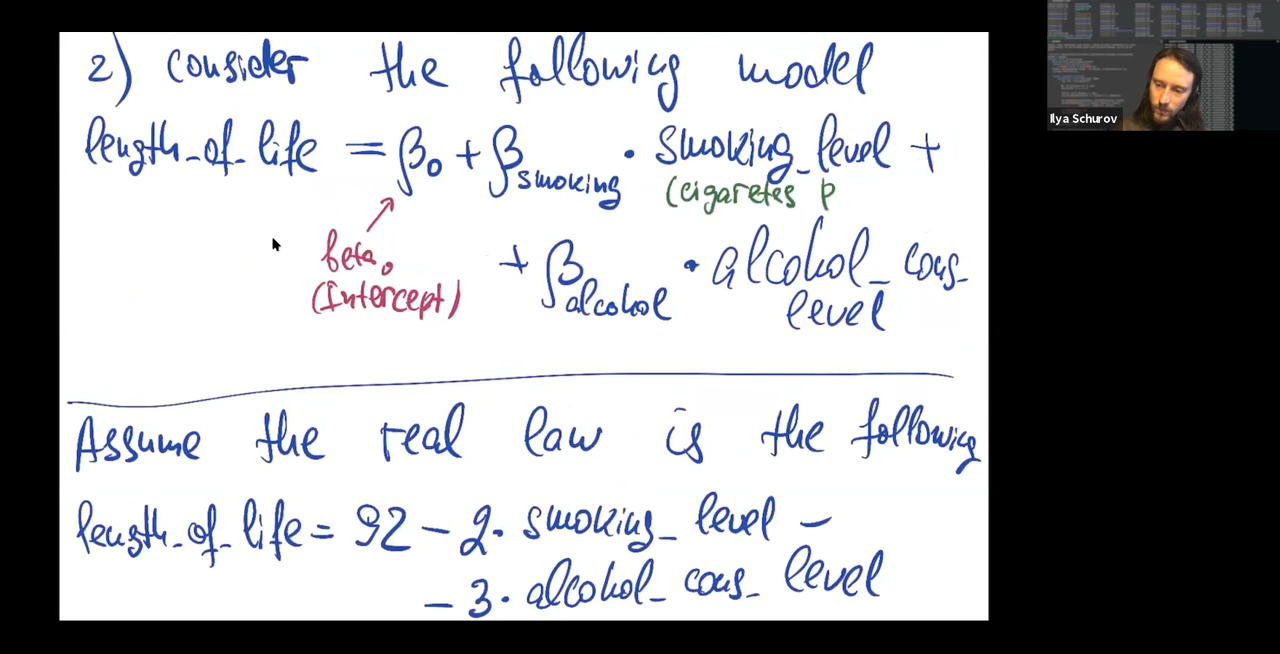 2) consider the following model
length_of_life = β0 + βsmoking · smoking_level +
(cigaretes p
beta0
(Intercept)
+ βalcohol · alcohol_cons_
level
Assume the real law is the following
length_of_life = 92 - 2 · smoking_level -
- 3 · alcohol_cons_level
Ilya Schurov